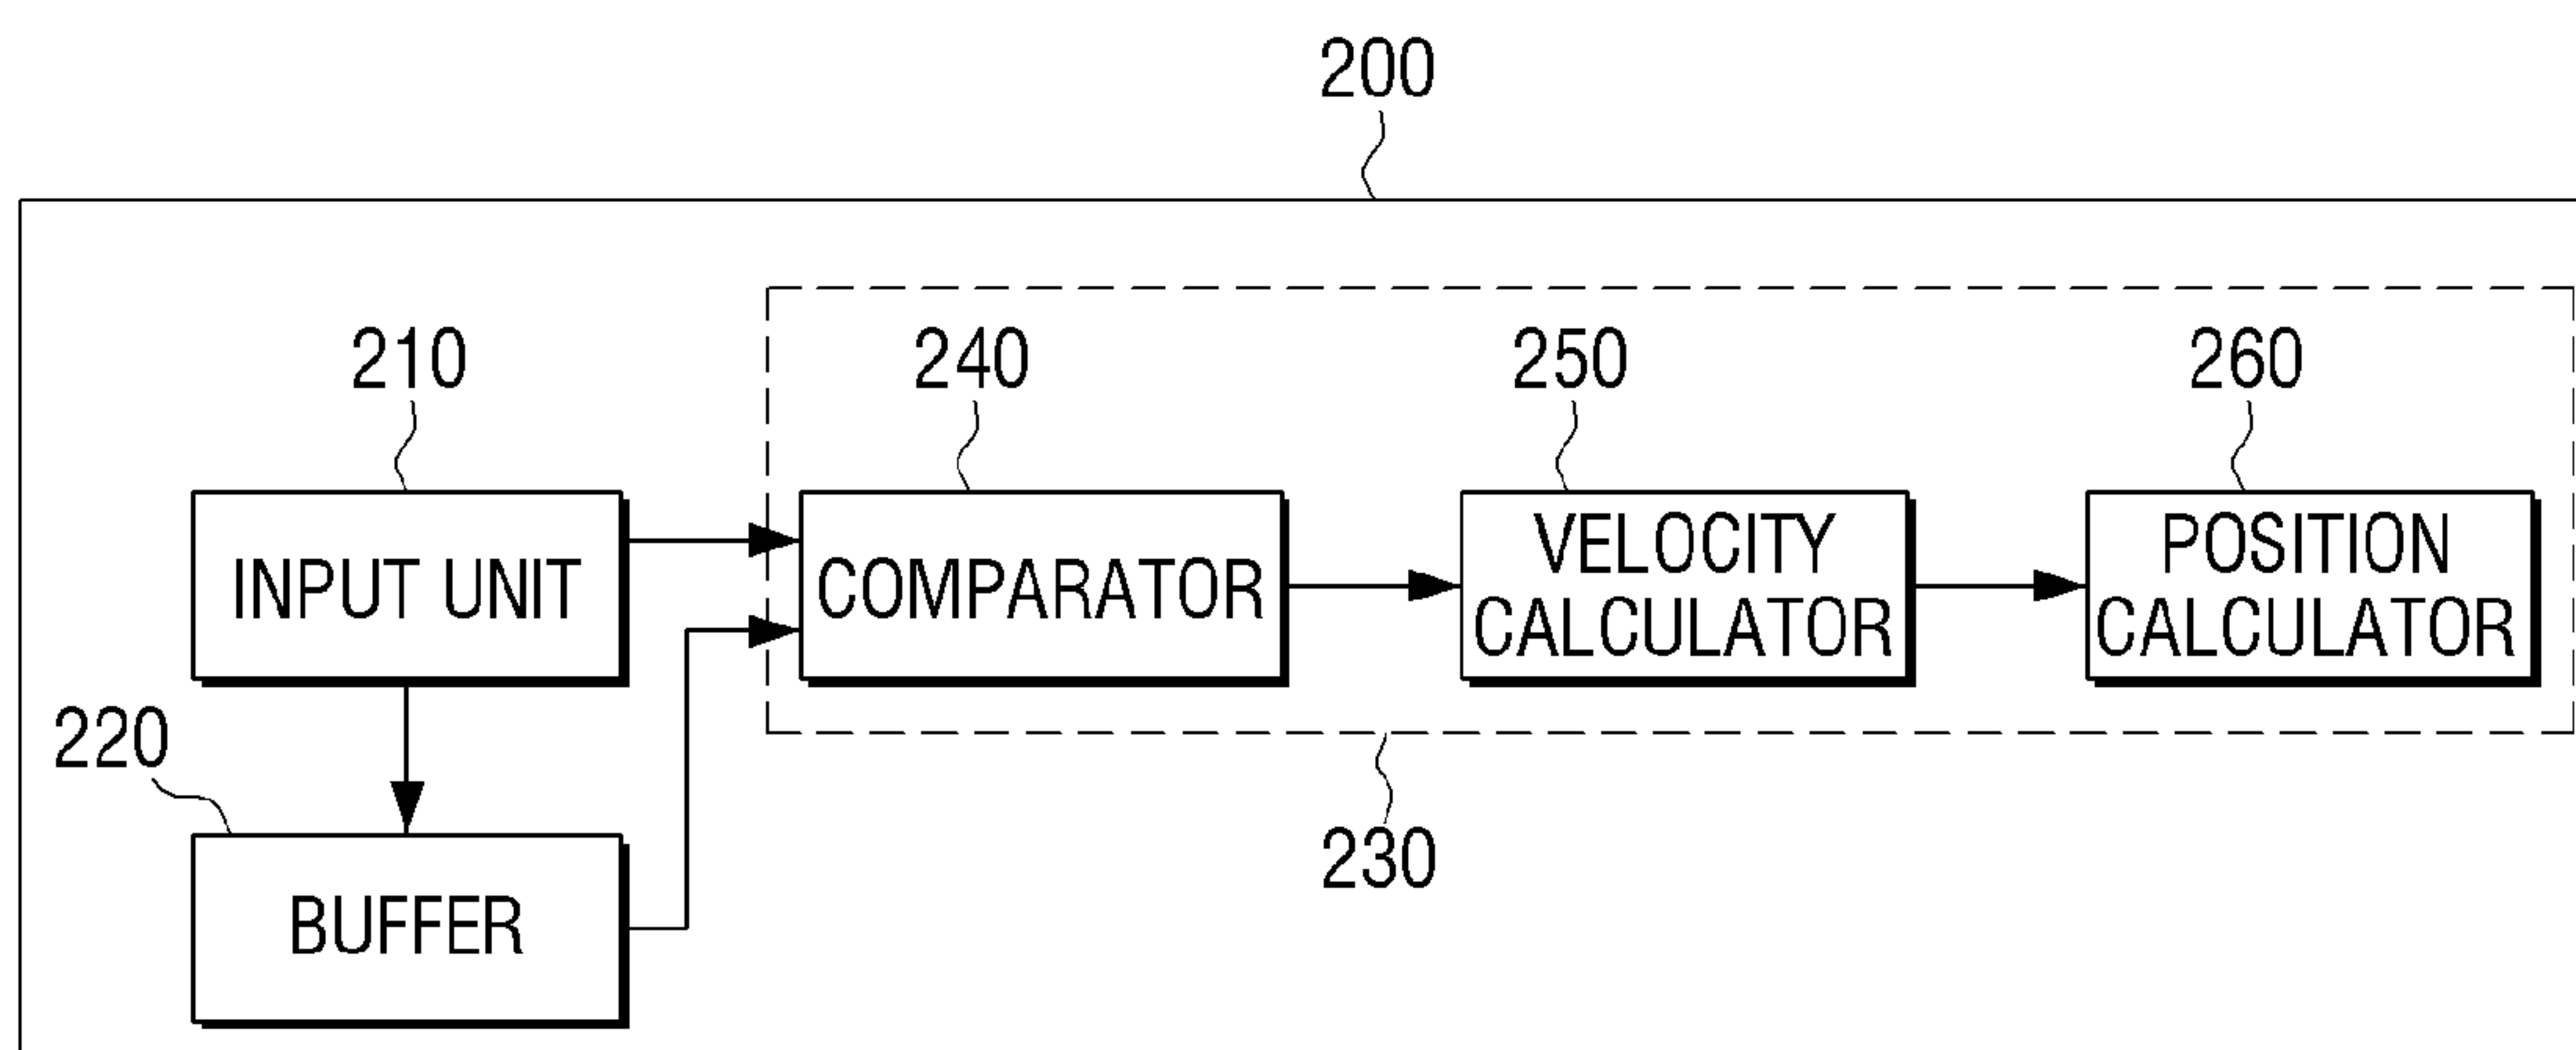 200
210
240
250
260
INPUT UNIT
COMPARATOR
VELOCITY
CALCULATOR
POSITION
CALCULATOR
220
230
BUFFER